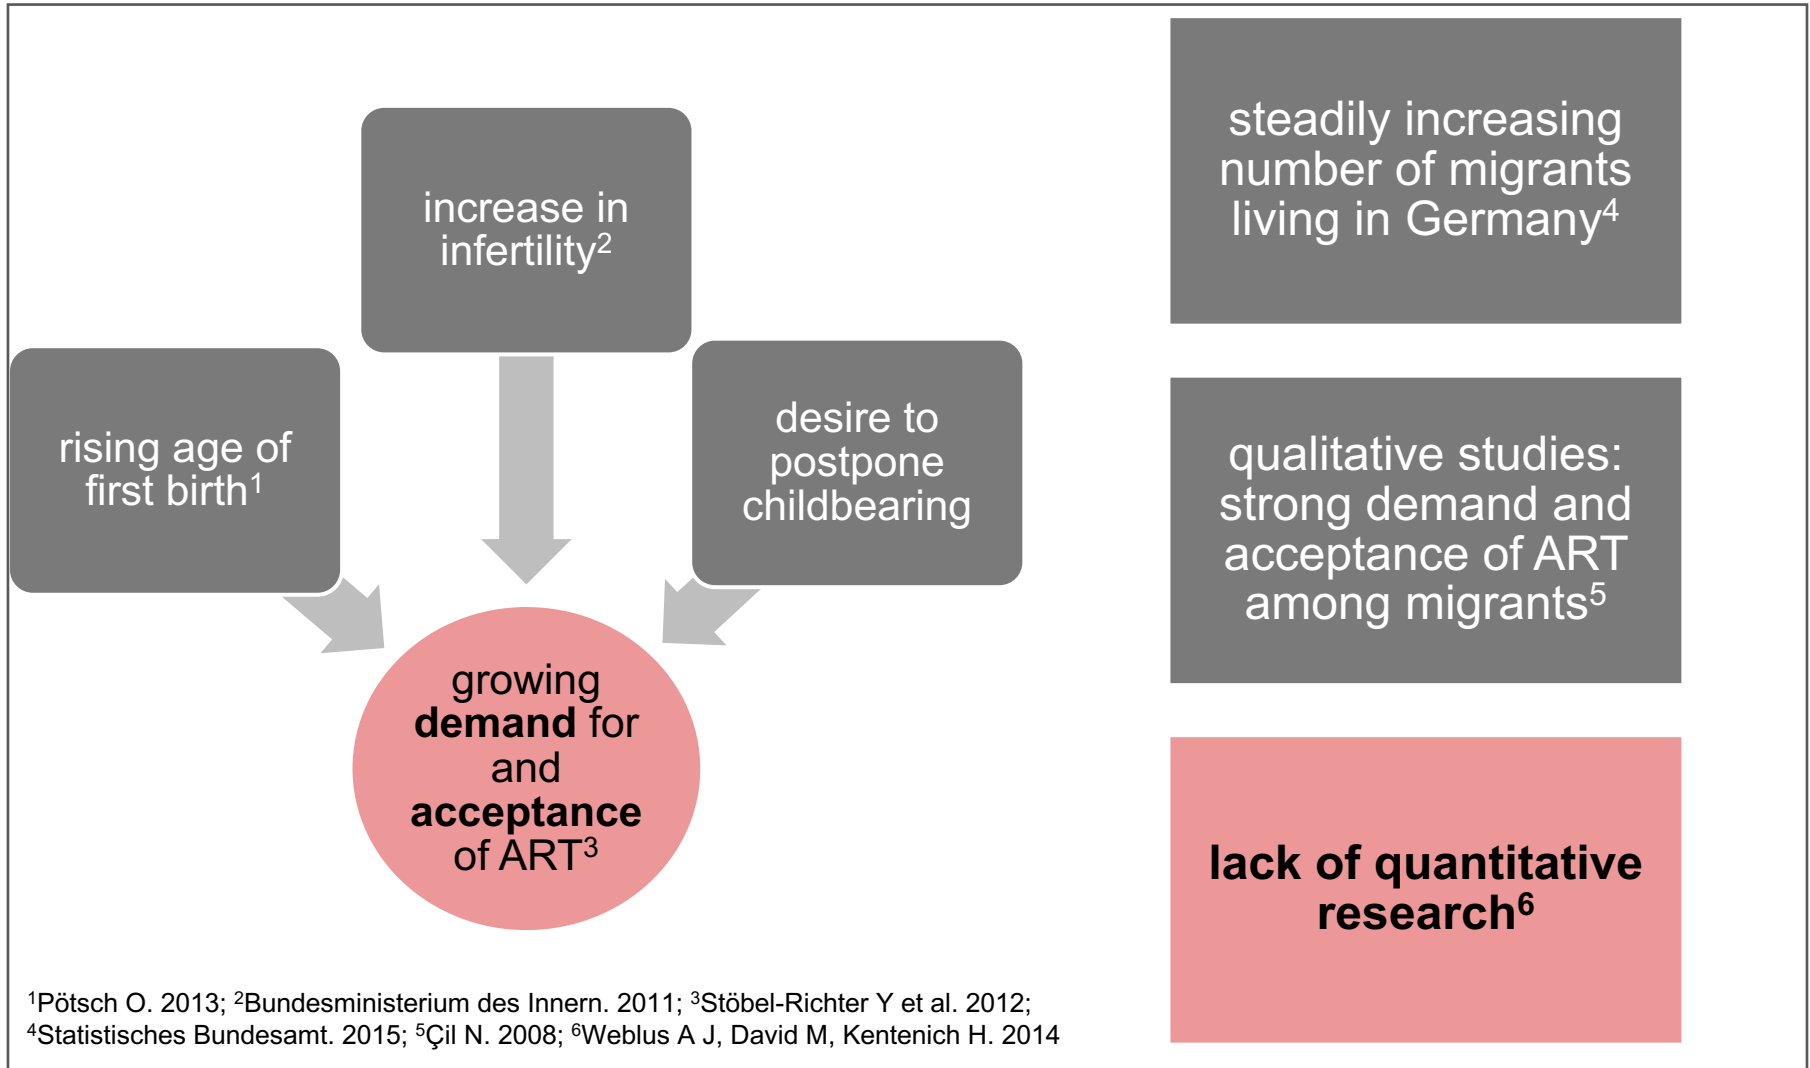 increase in
infertility²
rising age of
first birth¹
desire to
postpone
childbearing
growing
demand for
and
acceptance
of ART³
steadily increasing
number of migrants
living in Germany⁴
qualitative studies:
strong demand and
acceptance of ART
among migrants⁵
lack of quantitative
research⁶
¹Pötsch O. 2013; ²Bundesministerium des Innern. 2011; ³Stöbel-Richter Y et al. 2012;
⁴Statistisches Bundesamt. 2015; ⁵Çil N. 2008; ⁶Weblus A J, David M, Kentenich H. 2014